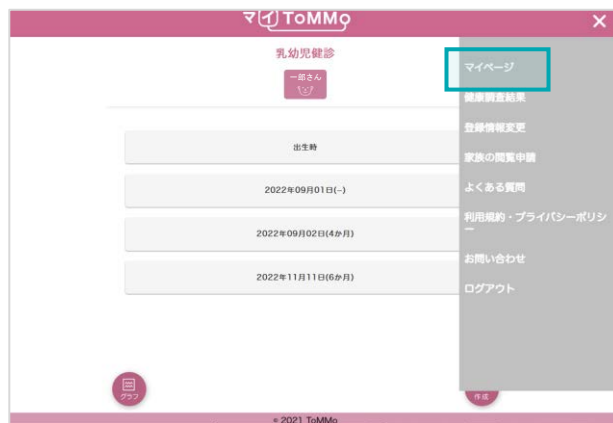 マイToMMo
×
乳幼児健診
一郎さん
出生時
2022年09月01日(-)
2022年09月02日(4か月)
2022年11月11日(6か月)
マイページ
健康調査結果
登録情報変更
家族の閲覧申請
よくある質問
利用規約・プライバシーポリシ
ー
お問い合わせ
ログアウト
グラフ
作成
© 2021 ToMMo